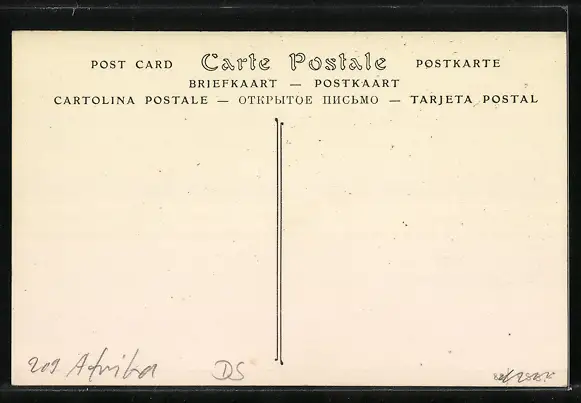 POST CARD Carte Postale POSTKARTE
BRIEFKAART — POSTKAART
CARTOLINA POSTALE — ОТКРЫТОЕ ПИСЬМО — TARJETA POSTAL
209 Afrika DS